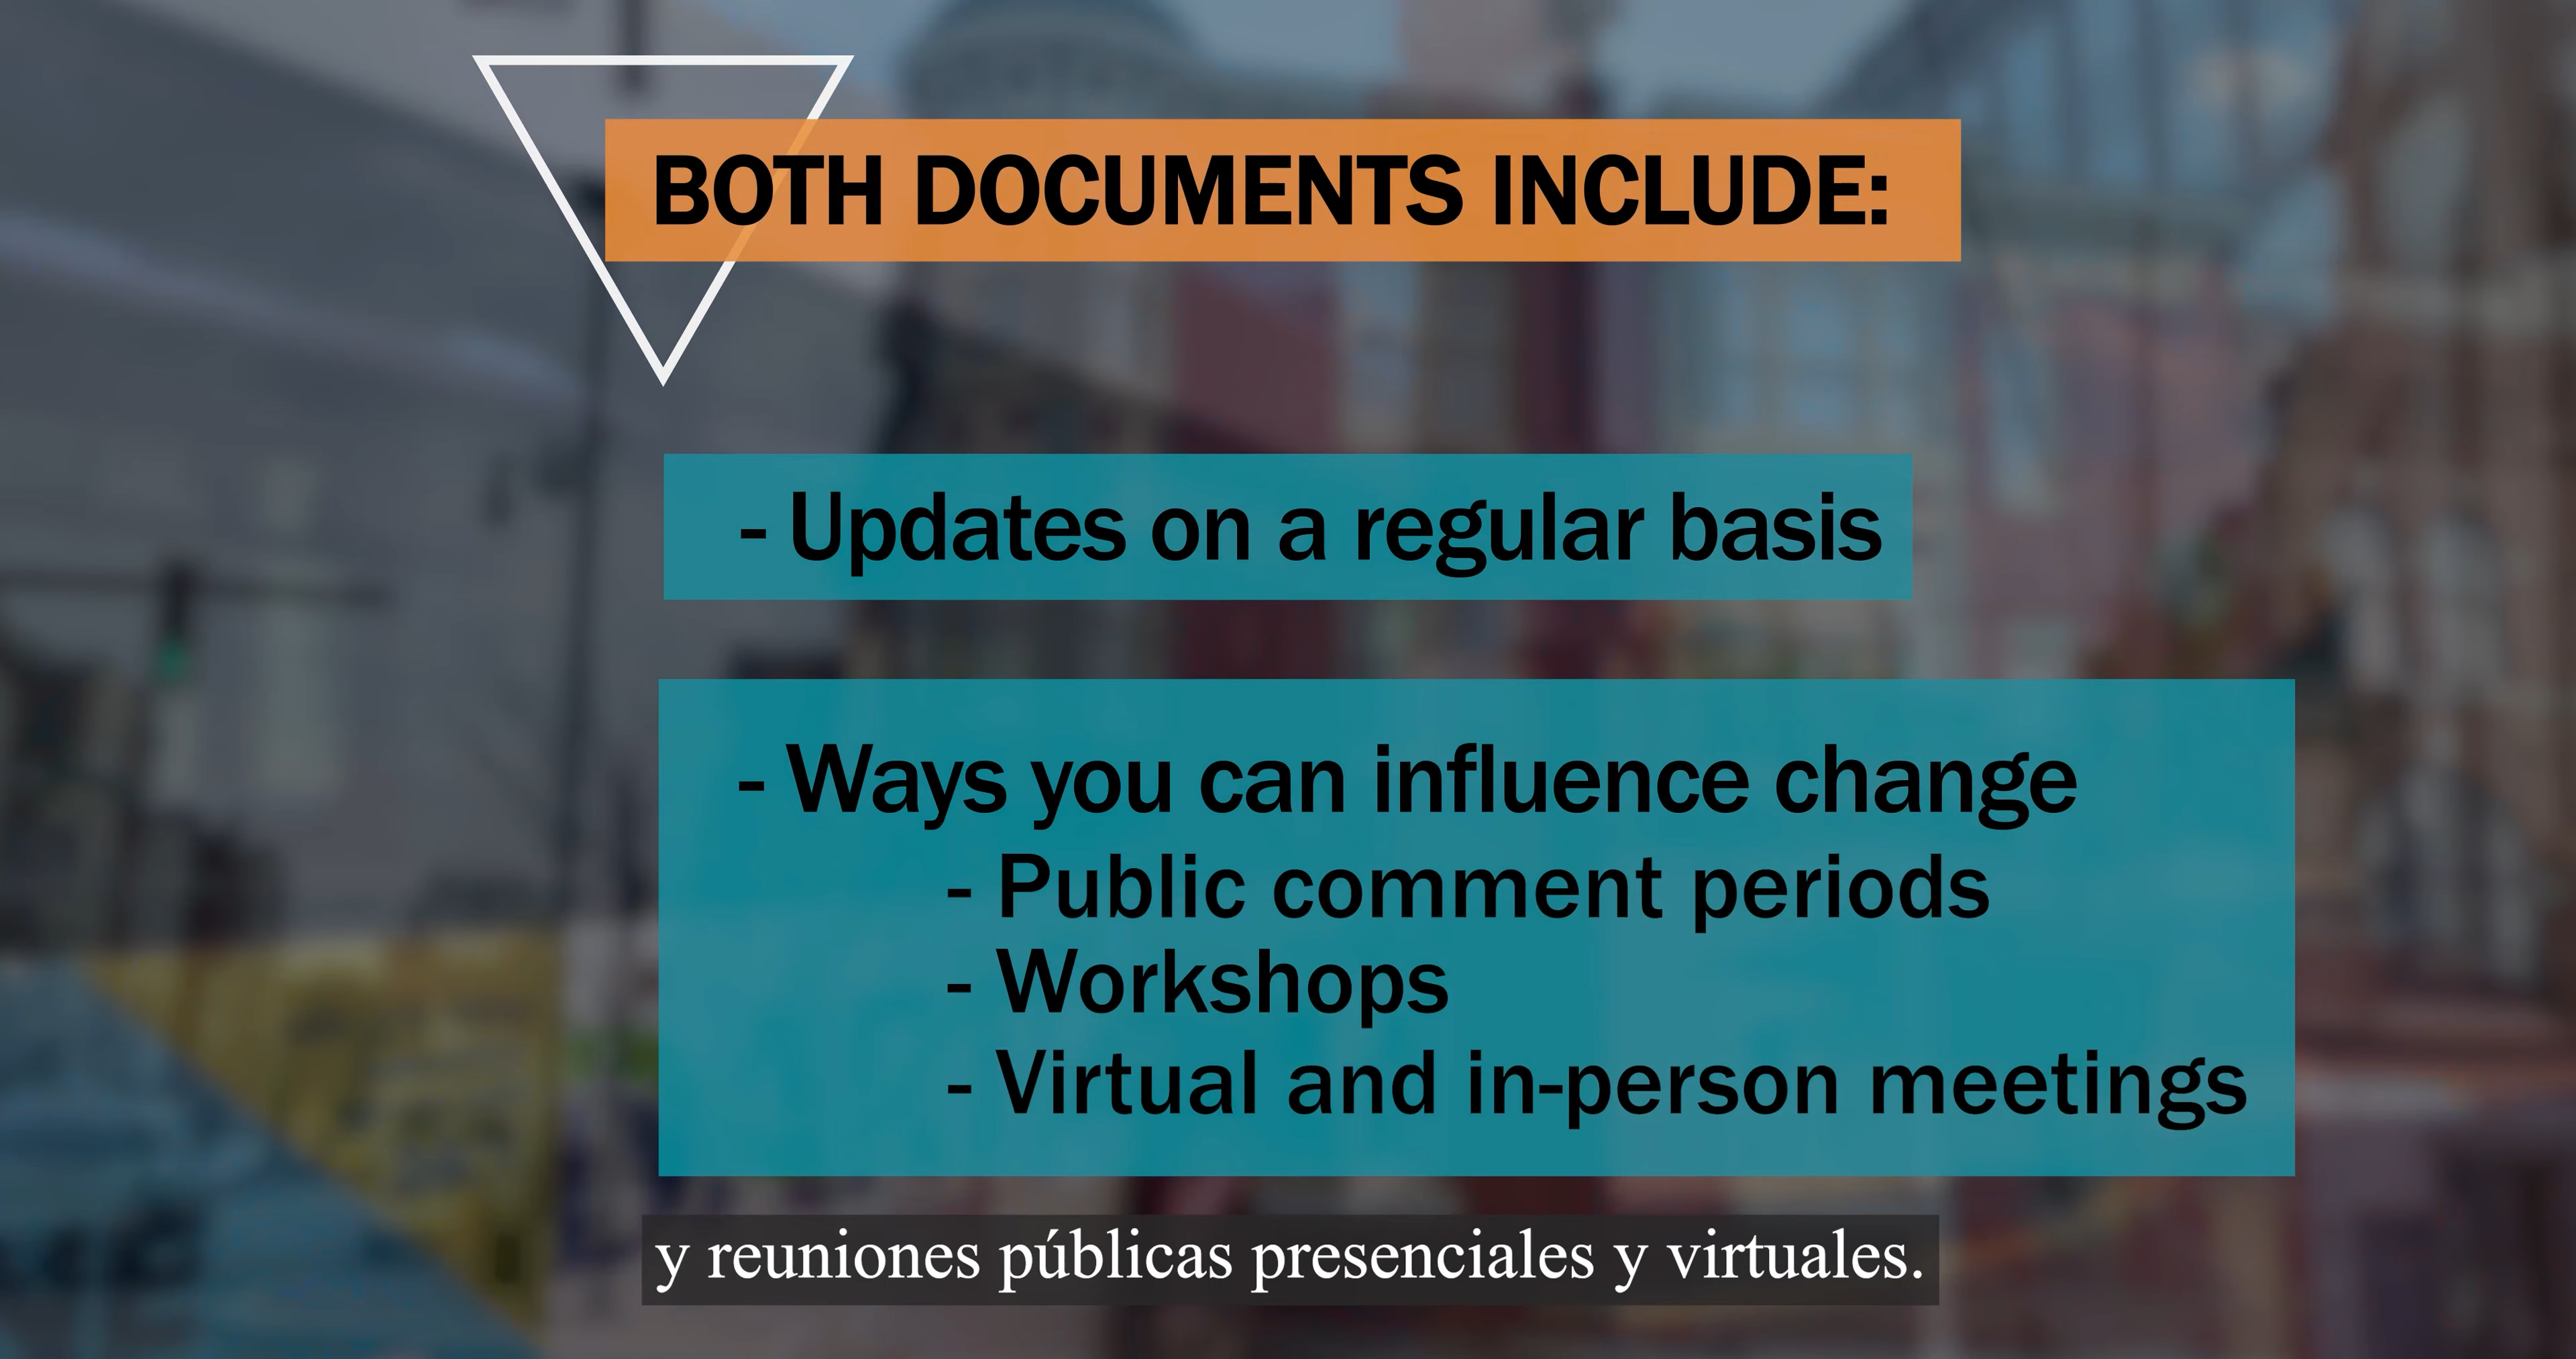 BOTH DOCUMENTS INCLUDE:
- Updates on a regular basis
- Ways you can influence change
- Public comment periods
- Workshops
- Virtual and in-person meetings
y reuniones públicas presenciales y virtuales.